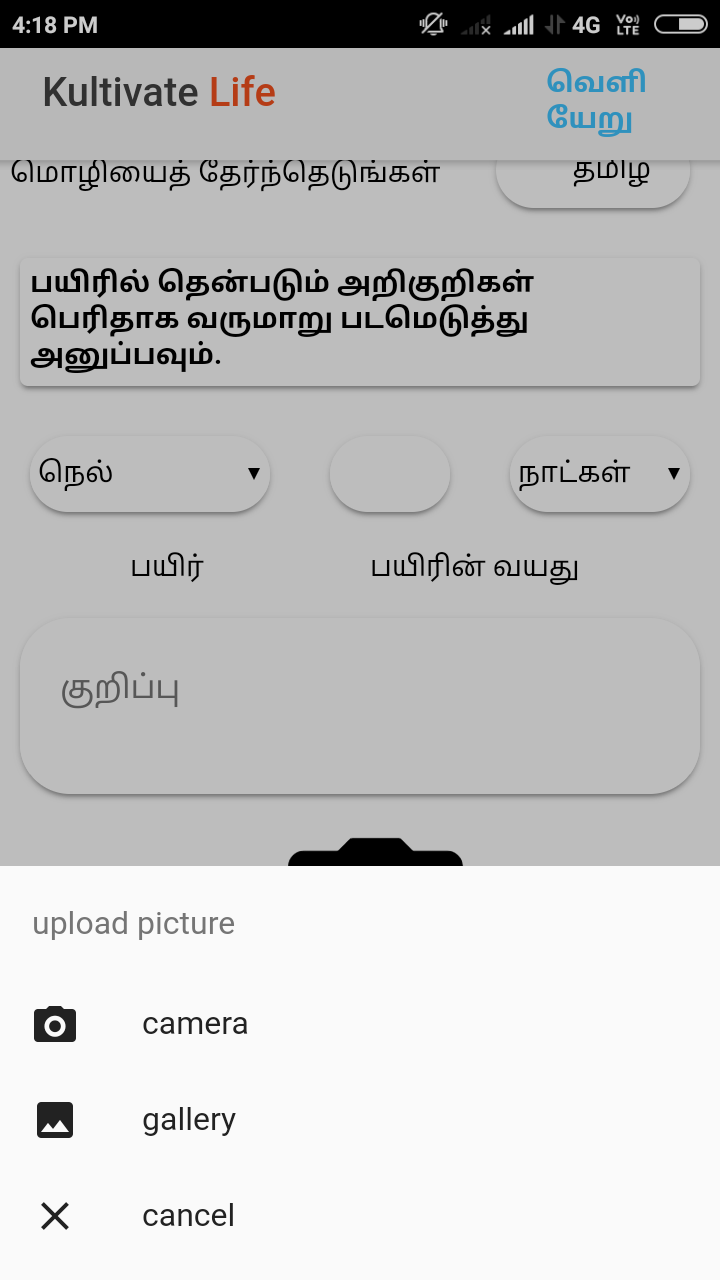 4:18 PM 4G Vo)) LTE
Kultivate Life
வெளி
யேறு
மொழியைத் தேர்ந்தெடுங்கள் தமிழ்
பயிரில் தென்படும் அறிகுறிகள்
பெரிதாக வருமாறு படமெடுத்து
அனுப்பவும்.
நெல் நாட்கள்
பயிர் பயிரின் வயது
குறிப்பு
upload picture
camera
gallery
cancel